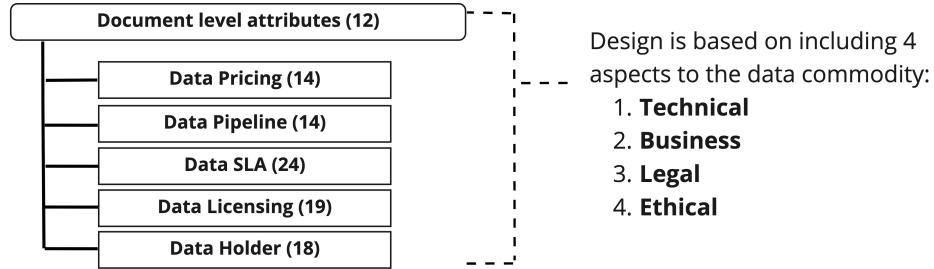 Document level attributes (12)
Data Pricing (14)
Data Pipeline (14)
Data SLA (24)
Data Licensing (19)
Data Holder (18)
Design is based on including 4
aspects to the data commodity:
1. Technical
2. Business
3. Legal
4. Ethical